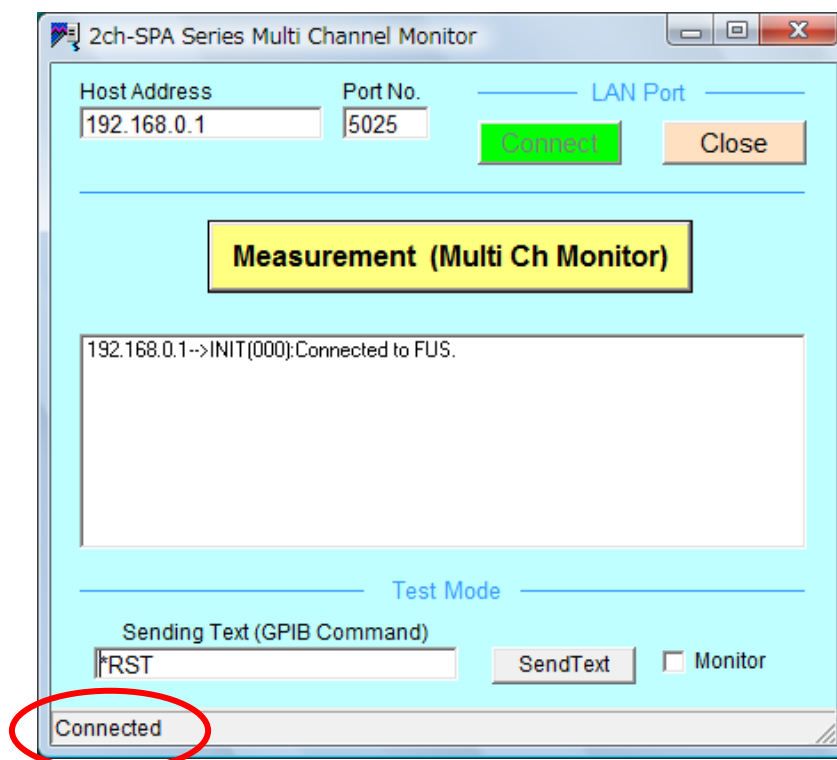 2ch-SPA Series Multi Channel Monitor
Host Address Port No. LAN Port
192.168.0.1 5025 Connect Close
Measurement (Multi Ch Monitor)
192.168.0.1-->INIT(000):Connected to FUS.
Test Mode
Sending Text (GPIB Command)
*RST SendText Monitor
Connected